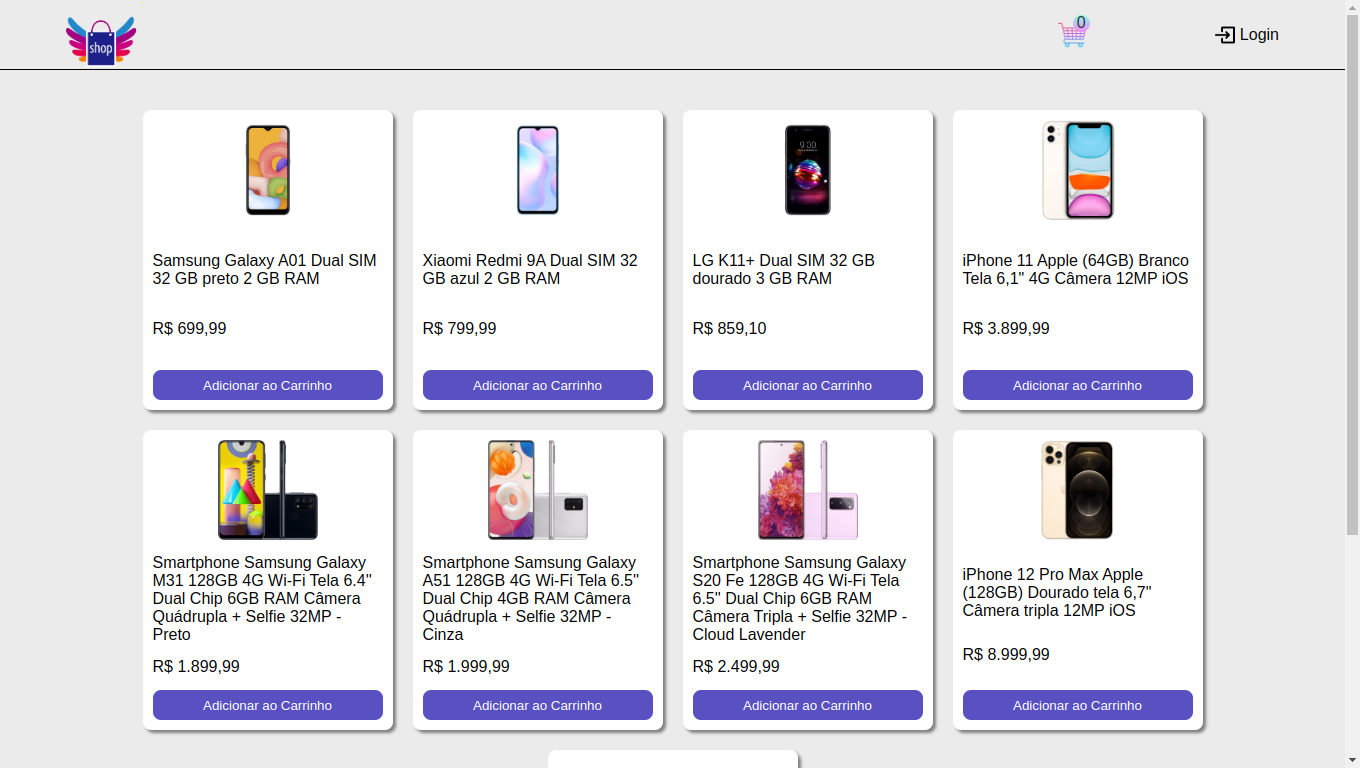 shop
0
Login
9:00
Samsung Galaxy A01 Dual SIM
32 GB preto 2 GB RAM
R$ 699,99
Adicionar ao Carrinho
Xiaomi Redmi 9A Dual SIM 32
GB azul 2 GB RAM
R$ 799,99
Adicionar ao Carrinho
LG K11+ Dual SIM 32 GB
dourado 3 GB RAM
R$ 859,10
Adicionar ao Carrinho
iPhone 11 Apple (64GB) Branco
Tela 6,1" 4G Câmera 12MP iOS
R$ 3.899,99
Adicionar ao Carrinho
Smartphone Samsung Galaxy
M31 128GB 4G Wi-Fi Tela 6.4''
Dual Chip 6GB RAM Câmera
Quádrupla + Selfie 32MP -
Preto
R$ 1.899,99
Adicionar ao Carrinho
Smartphone Samsung Galaxy
A51 128GB 4G Wi-Fi Tela 6.5''
Dual Chip 4GB RAM Câmera
Quádrupla + Selfie 32MP -
Cinza
R$ 1.999,99
Adicionar ao Carrinho
Smartphone Samsung Galaxy
S20 Fe 128GB 4G Wi-Fi Tela
6.5'' Dual Chip 6GB RAM
Câmera Tripla + Selfie 32MP -
Cloud Lavender
R$ 2.499,99
Adicionar ao Carrinho
iPhone 12 Pro Max Apple
(128GB) Dourado tela 6,7"
Câmera tripla 12MP iOS
R$ 8.999,99
Adicionar ao Carrinho